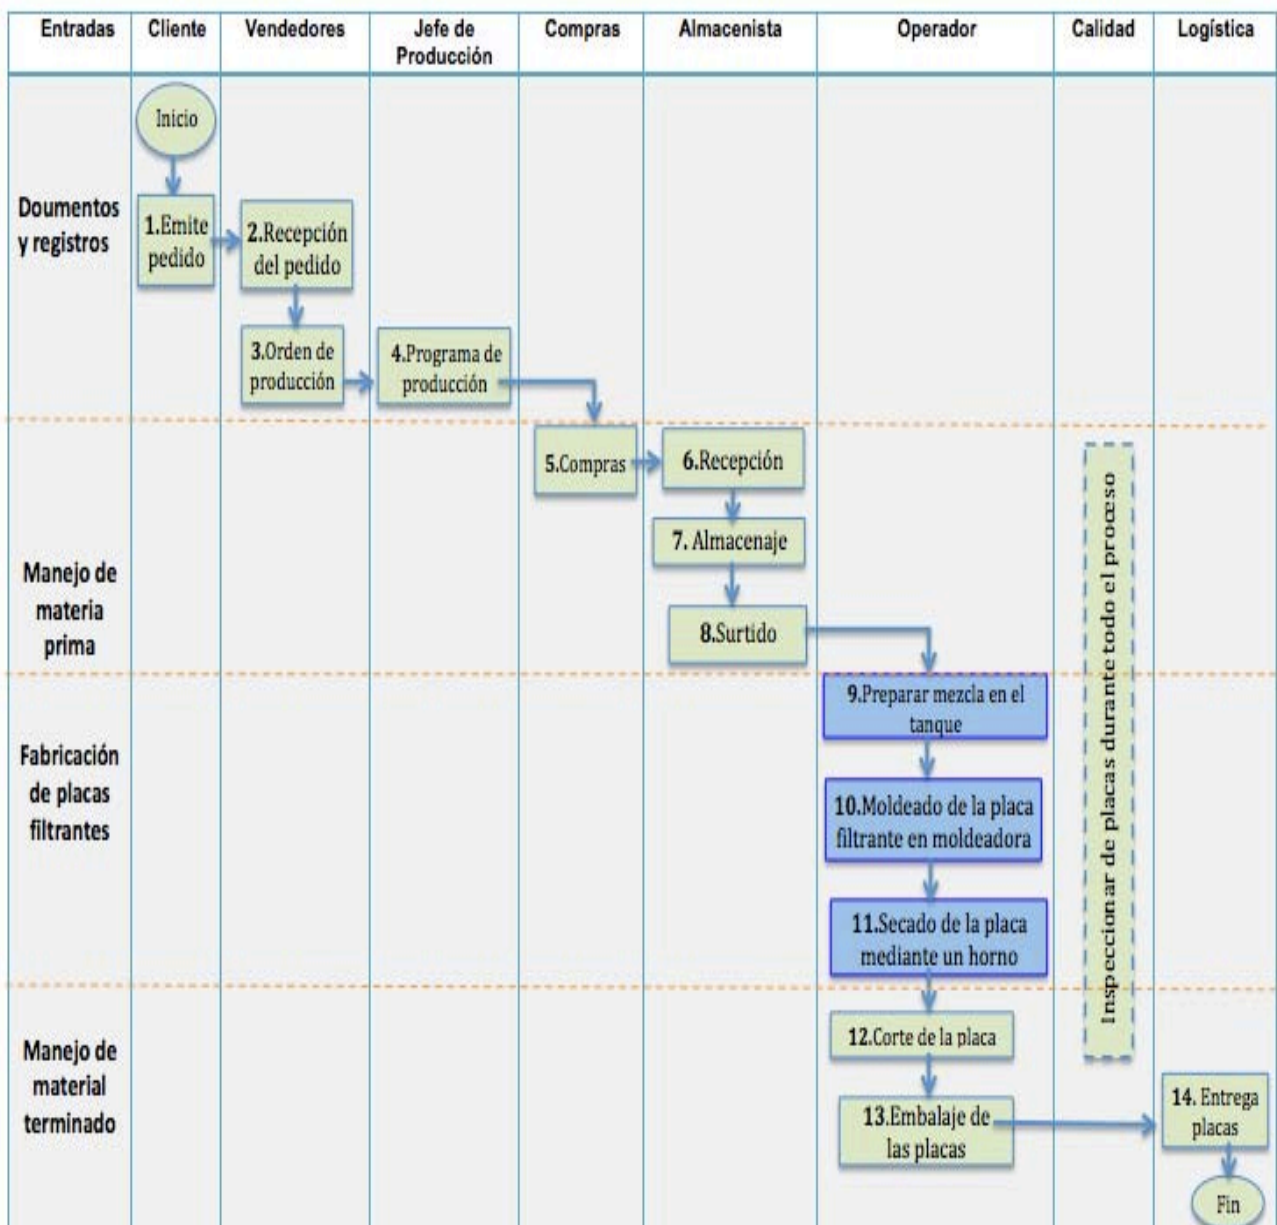 Entradas
Cliente
Vendedores
Jefe de
Producción
Compras
Almacenista
Operador
Calidad
Logística
Inicio
Doumentos
y registros
1.Emite
pedido
2.Recepción
del pedido
3.Orden de
producción
4.Programa de
producción
Manejo de
materia
prima
5.Compras
6.Recepción
7. Almacenaje
8.Surtido
Inspeccionar de placas durante todo el proceso
Fabricación
de placas
filtrantes
9.Preparar mezcla en el
tanque
10.Moldeado de la placa
filtrante en moldeadora
11.Secado de la placa
mediante un horno
Manejo de
material
terminado
12.Corte de la placa
13.Embalaje de
las placas
14. Entrega
placas
Fin